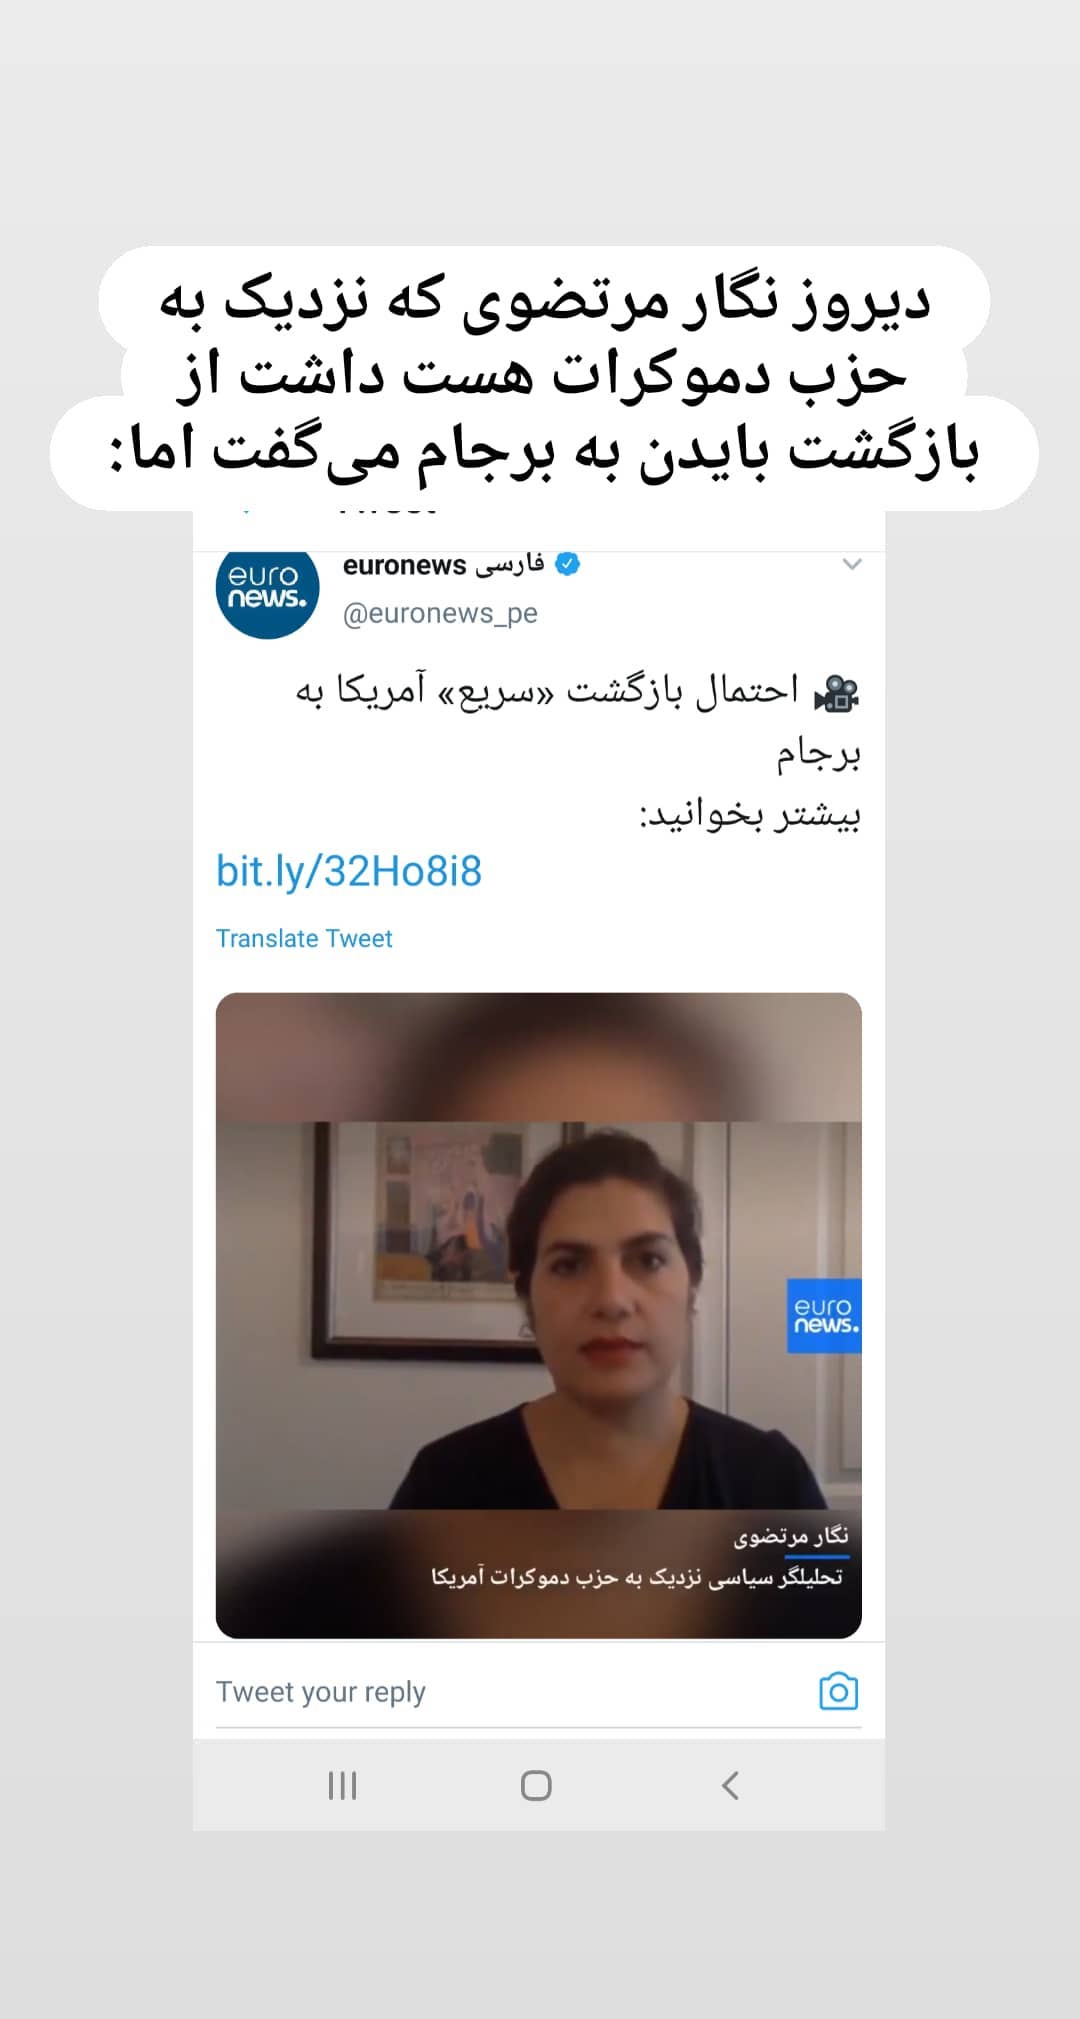 دیروز نگار مرتضوی که نزدیک به
حزب دموکرات هست داشت از
بازگشت بایدن به برجام می‌گفت اما:
euro
news.
euronews فارسی
@euronews_pe
🎥 احتمال بازگشت «سریع» آمریکا به
برجام
بیشتر بخوانید:
bit.ly/32Ho8i8
Translate Tweet
euro
news.
نگار مرتضوی
تحلیلگر سیاسی نزدیک به حزب دموکرات آمریکا
Tweet your reply